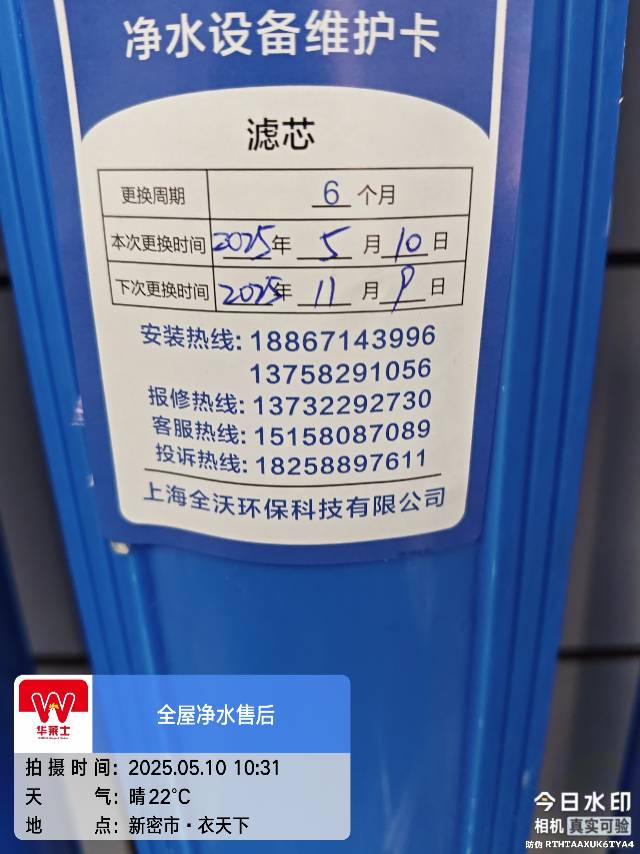 净水设备维护卡
滤芯
更换周期 6 个月
本次更换时间 2025年 5 月 10 日
下次更换时间 2025年 11 月 9 日
安装热线: 18867143996
13758291056
报修热线: 13732292730
客服热线: 15158087089
投诉热线: 18258897611
上海全沃环保科技有限公司
华莱士
全屋净水售后
拍摄时间: 2025.05.10 10:31
天 气: 晴 22℃
地 点: 新密市·衣天下
今日水印
相机 真实可验
防伪 RTHTAAXUK6TYA4